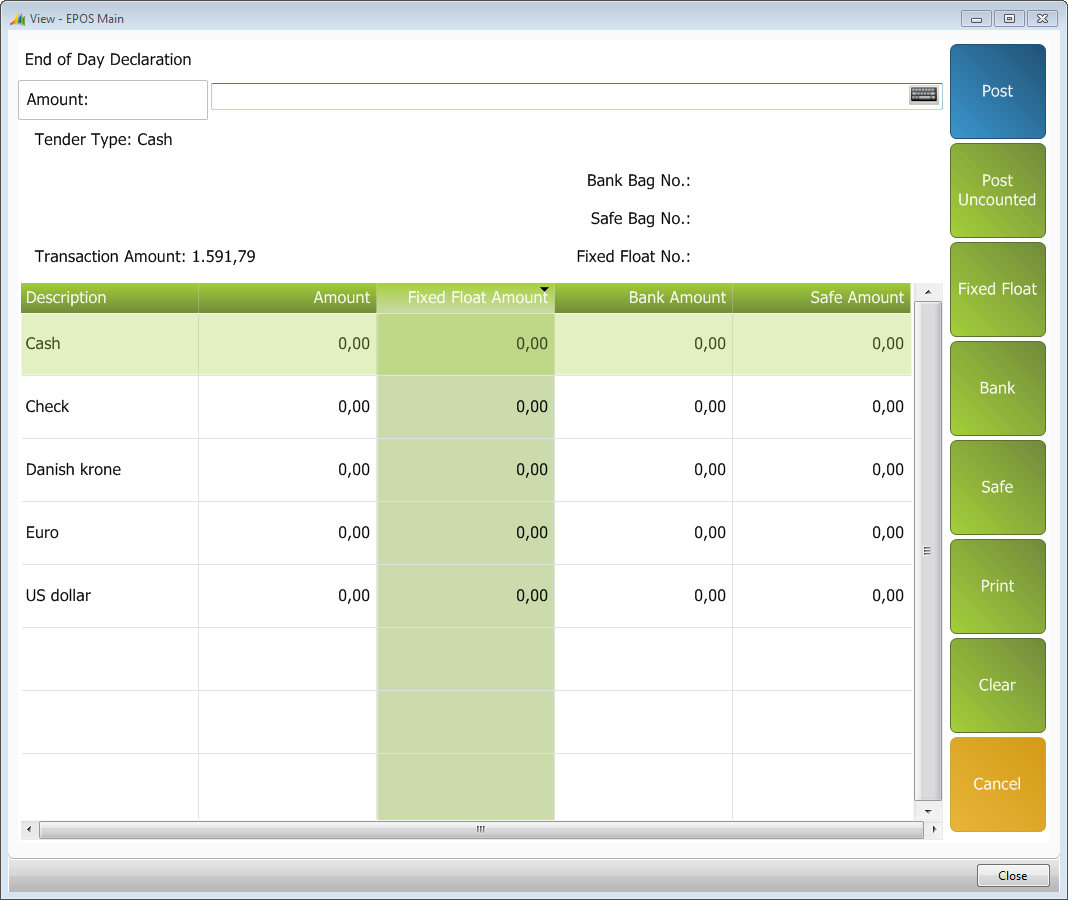 View - EPOS Main
End of Day Declaration
Amount:
Tender Type: Cash
Bank Bag No.:
Safe Bag No.:
Transaction Amount: 1.591,79 Fixed Float No.:
Description Amount Fixed Float Amount Bank Amount Safe Amount
Cash 0,00 0,00 0,00 0,00
Check 0,00 0,00 0,00 0,00
Danish krone 0,00 0,00 0,00 0,00
Euro 0,00 0,00 0,00 0,00
US dollar 0,00 0,00 0,00 0,00
Post
Post
Uncounted
Fixed Float
Bank
Safe
Print
Clear
Cancel
Close